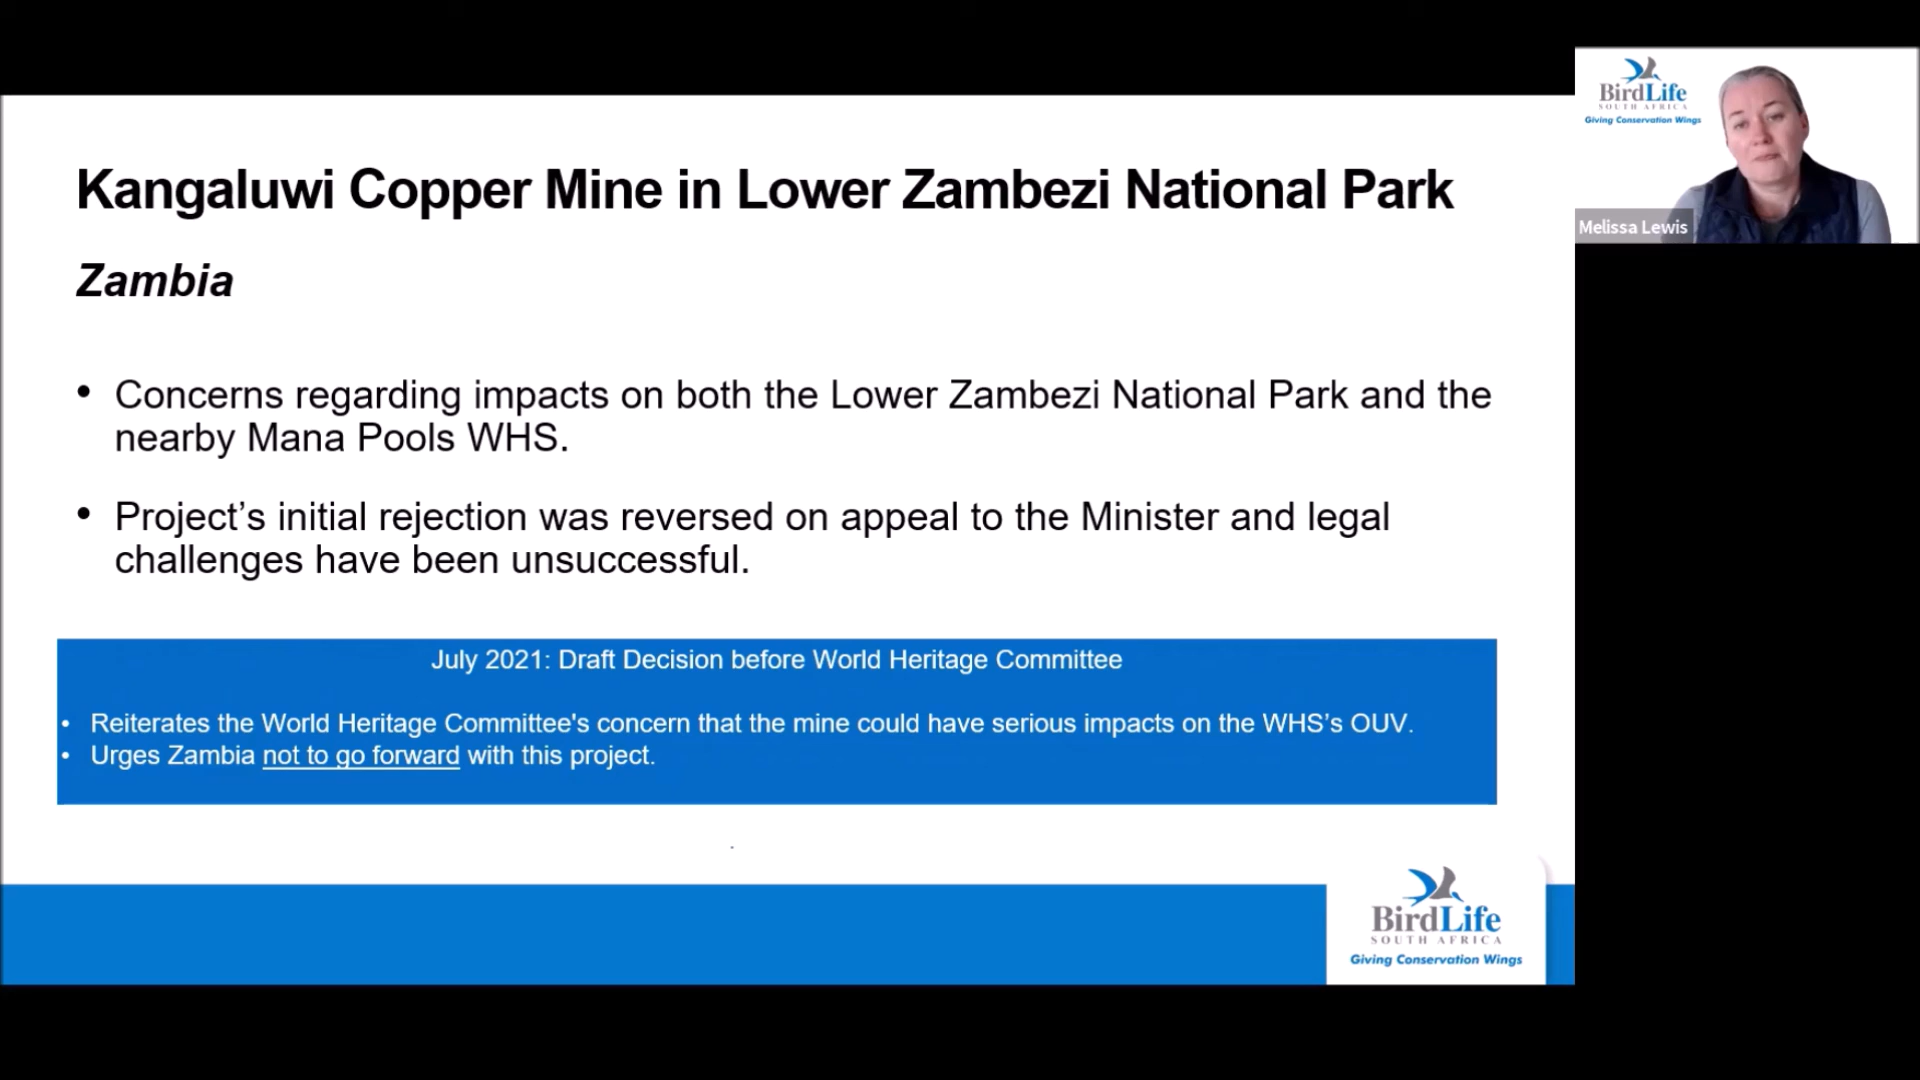 Kangaluwi Copper Mine in Lower Zambezi National Park
Zambia
• Concerns regarding impacts on both the Lower Zambezi National Park and the
nearby Mana Pools WHS.
• Project’s initial rejection was reversed on appeal to the Minister and legal
challenges have been unsuccessful.
July 2021: Draft Decision before World Heritage Committee
• Reiterates the World Heritage Committee's concern that the mine could have serious impacts on the WHS’s OUV.
• Urges Zambia not to go forward with this project.
BirdLife
SOUTH AFRICA
Giving Conservation Wings
BirdLife
SOUTH AFRICA
Giving Conservation Wings
Melissa Lewis